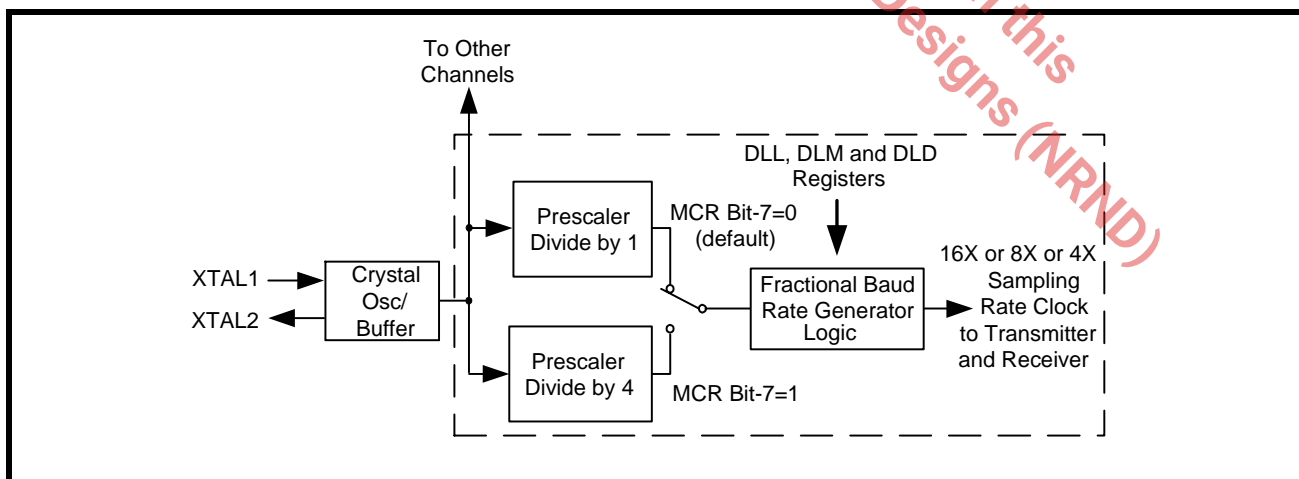 this
Designs (NRND)
To Other
Channels
DLL, DLM and DLD
Registers
Prescaler
Divide by 1
MCR Bit-7=0
(default)
XTAL1
XTAL2
Crystal
Osc/
Buffer
Fractional Baud
Rate Generator
Logic
16X or 8X or 4X
Sampling
Rate Clock
to Transmitter
and Receiver
Prescaler
Divide by 4
MCR Bit-7=1